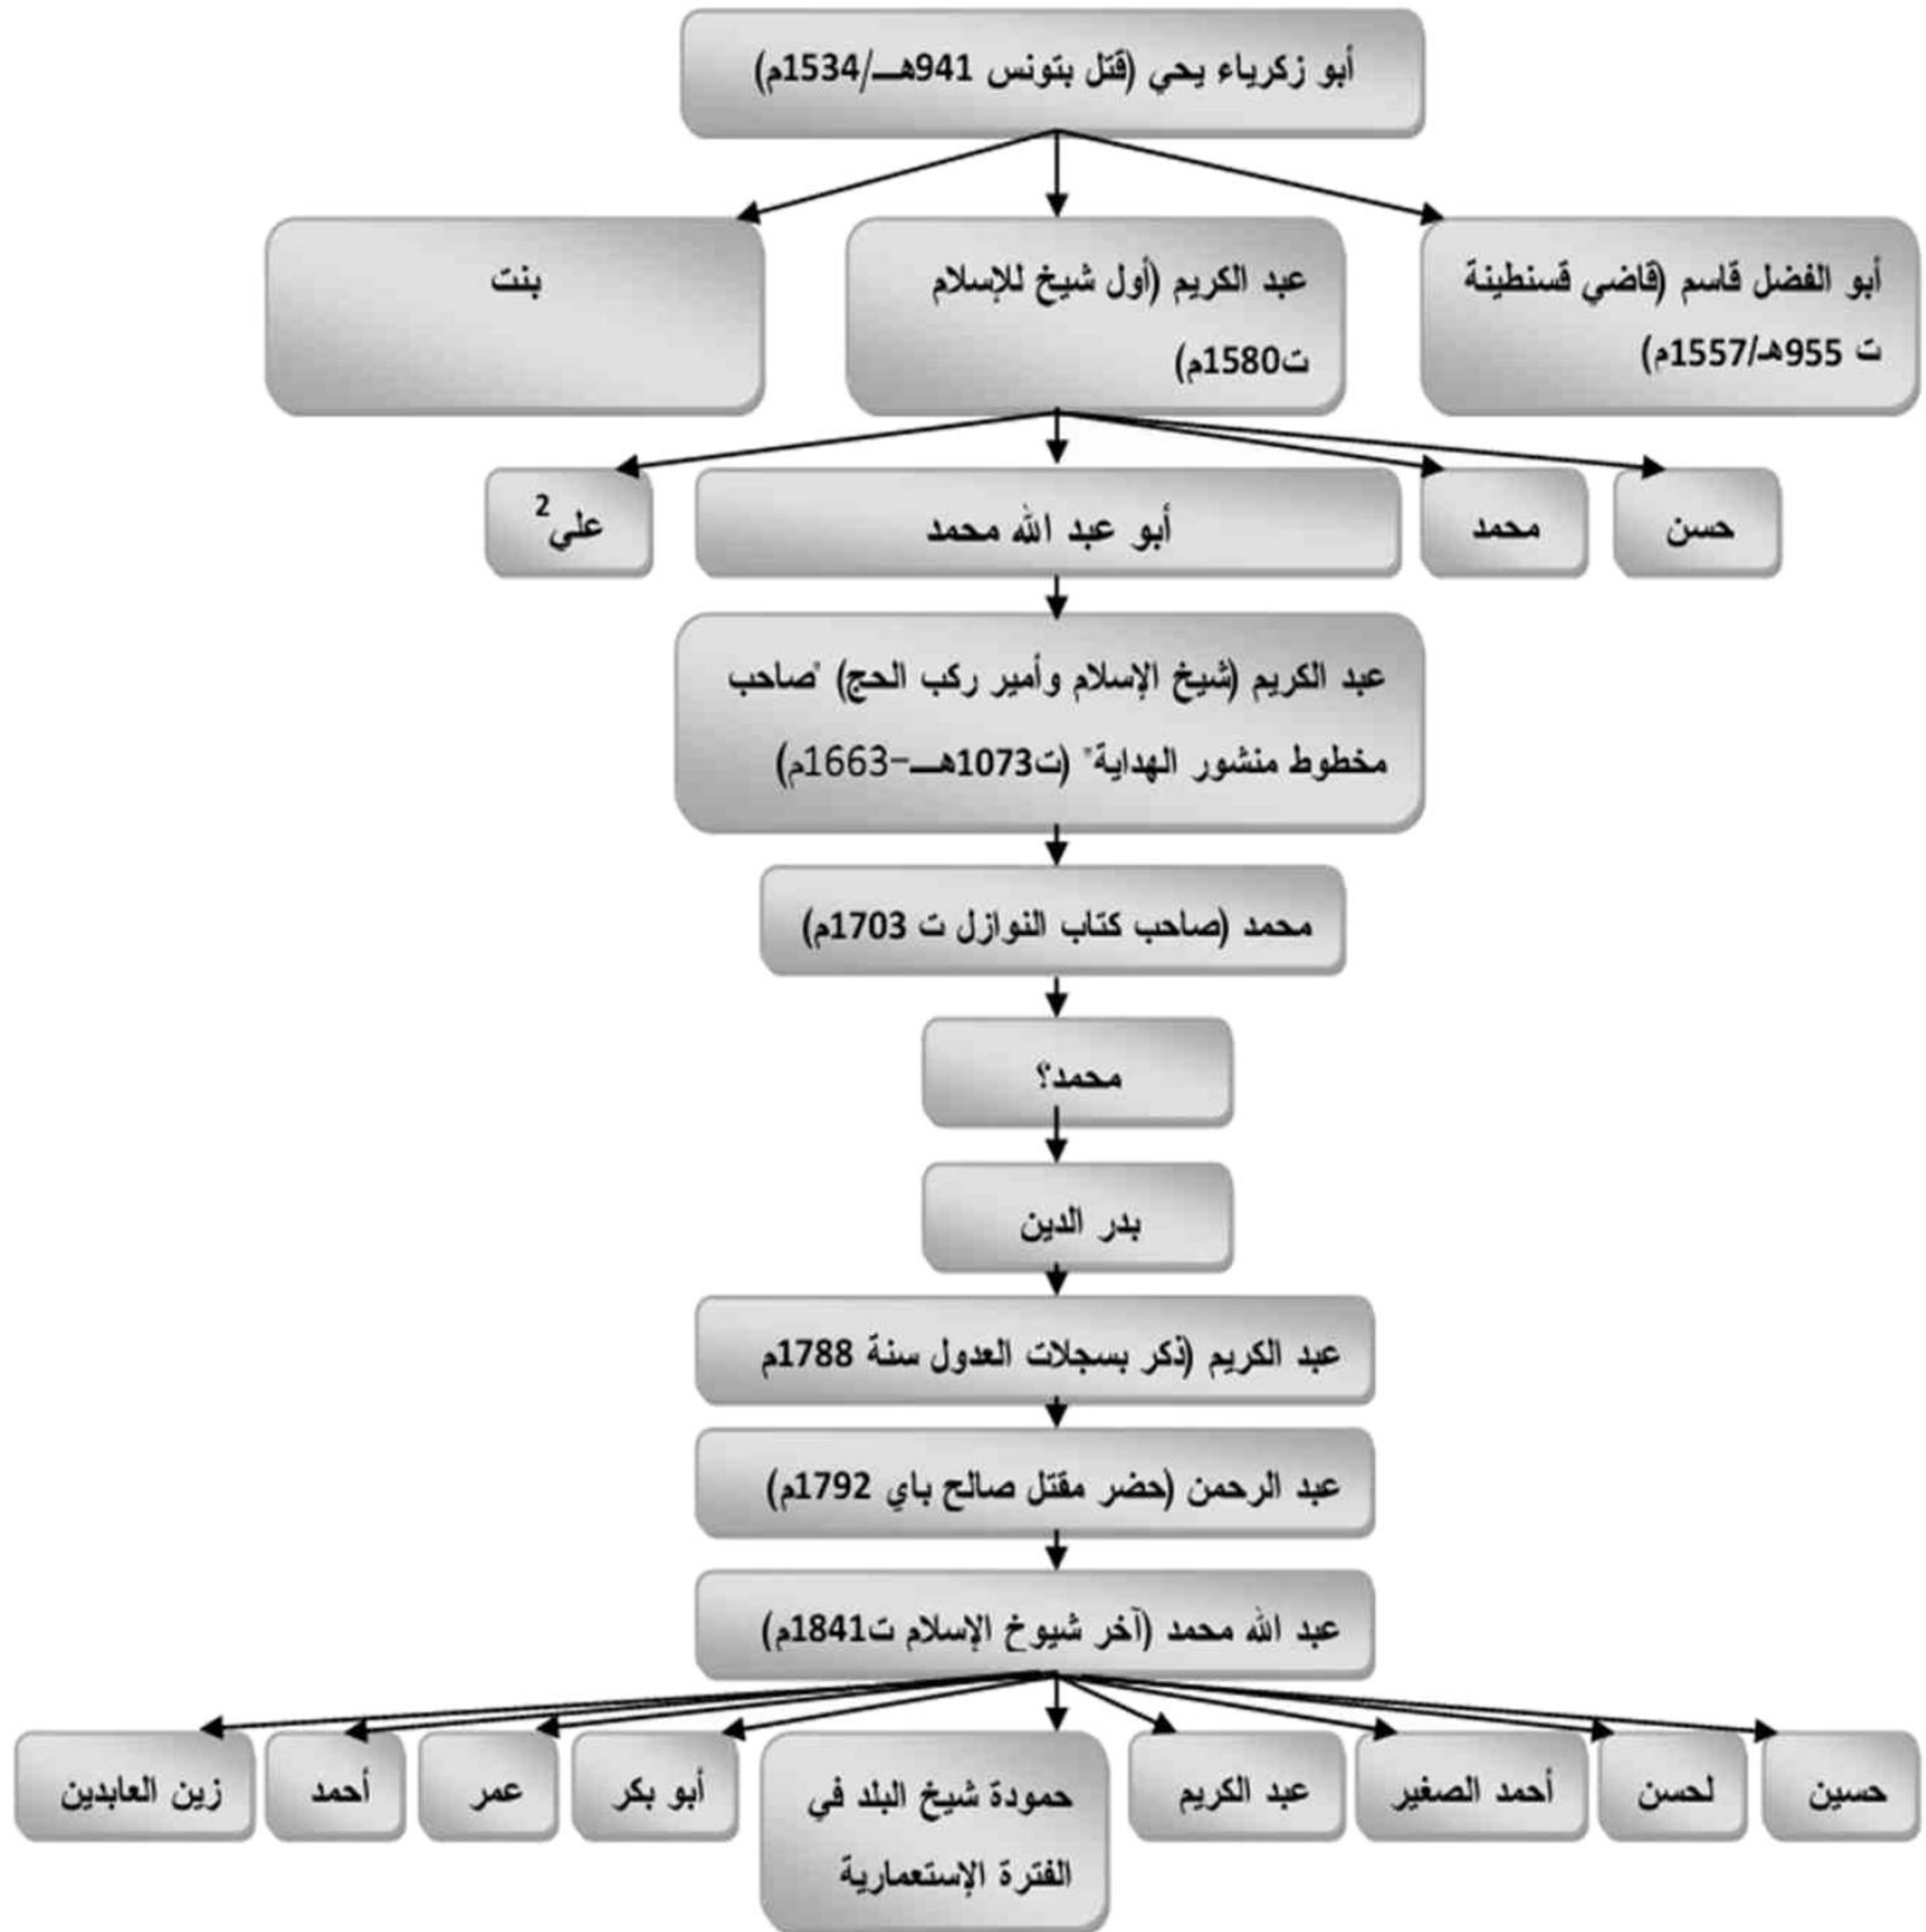 أبو زكرياء يحي (قتل بتونس 941هـ/1534م)
أبو الفضل قاسم (قاضي قسنطينة
ت 955هـ/1557م)
عبد الكريم (أول شيخ للإسلام
ت1580م)
بنت
حسن
محمد
أبو عبد الله محمد
علي2
عبد الكريم (شيخ الإسلام وأمير ركب الحج) "صاحب
مخطوط منشور الهداية" (ت1073هـ–1663م)
محمد (صاحب كتاب النوازل ت 1703م)
محمد؟
بدر الدين
عبد الكريم (ذكر بسجلات العدول سنة 1788م
عبد الرحمن (حضر مقتل صالح باي 1792م)
عبد الله محمد (آخر شيوخ الإسلام ت1841م)
حسين
لحسن
أحمد الصغير
عبد الكريم
حمودة شيخ البلد في
الفترة الإستعمارية
أبو بكر
عمر
أحمد
زين العابدين